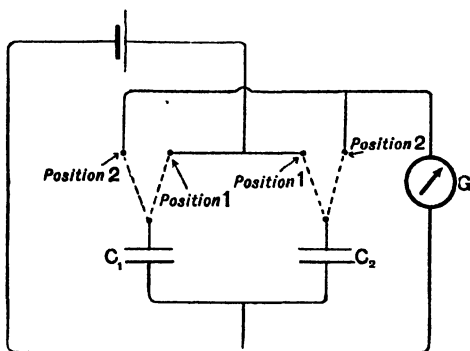 Position 2
Position 1
Position 1
Position 2
G
C₁
C₂